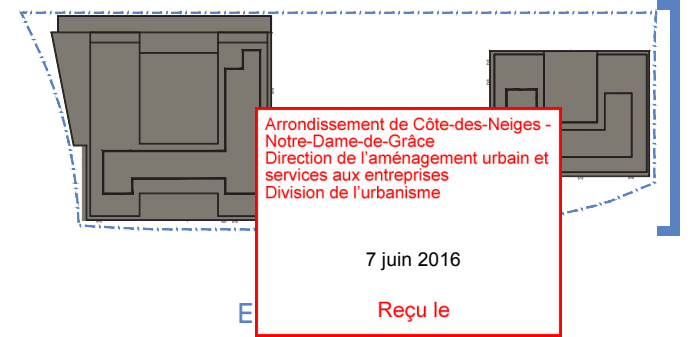 Arrondissement de Côte-des-Neiges -
Notre-Dame-de-Grâce
Direction de l'aménagement urbain et
services aux entreprises
Division de l'urbanisme
7 juin 2016
E
Reçu le